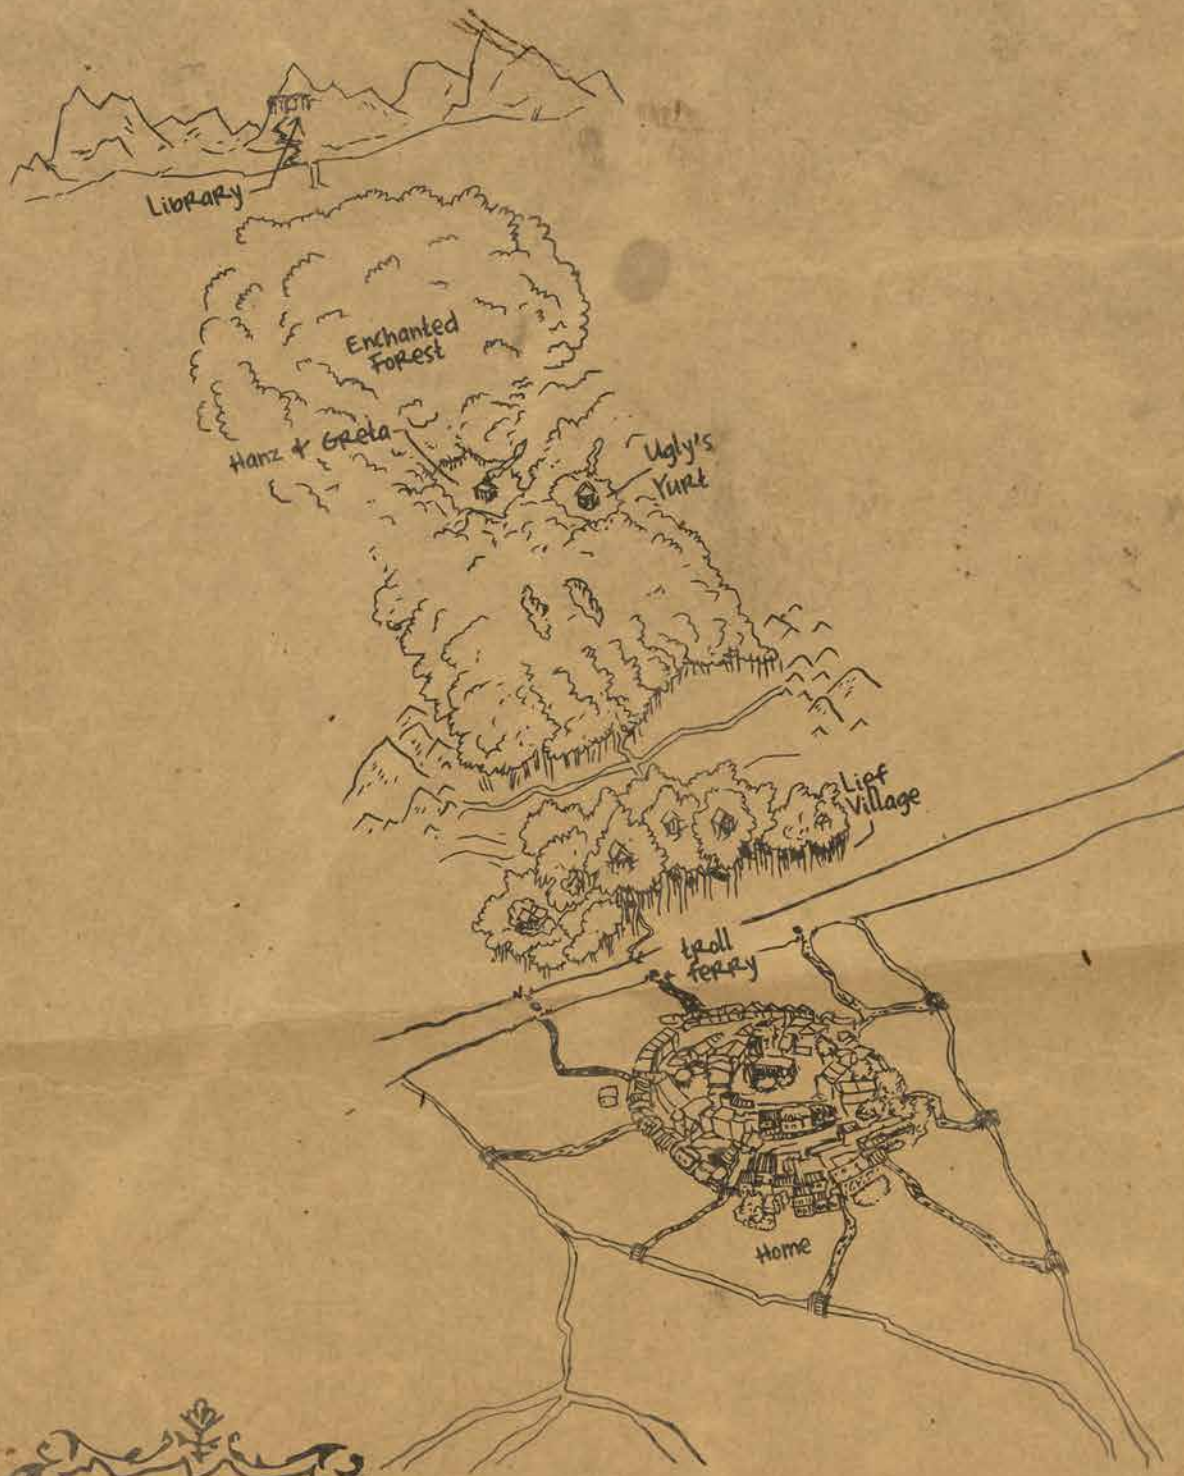 Library
Enchanted
Forest
Hanz & Greta
Ugly's
Yurt
Lief
Village
troll
ferry
Home